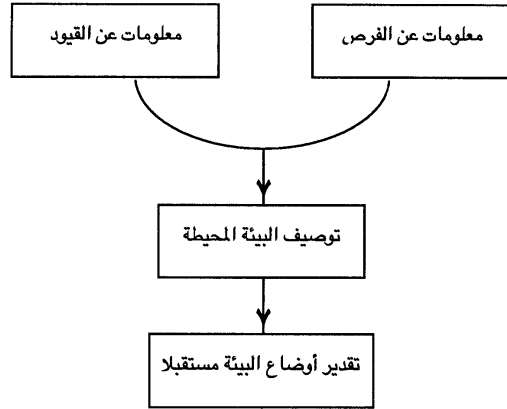 معلومات عن الفرص
معلومات عن القيود
توصيف البيئة المحيطة
تقدير أوضاع البيئة مستقبلا